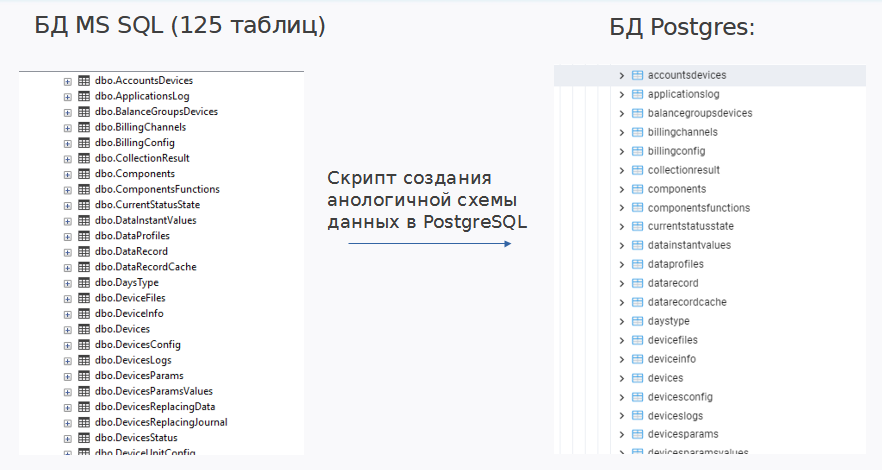 БД MS SQL (125 таблиц)
БД Postgres:
dbo.AccountsDevices
dbo.ApplicationsLog
dbo.BalanceGroupsDevices
dbo.BillingChannels
dbo.BillingConfig
dbo.CollectionResult
dbo.Components
dbo.ComponentsFunctions
dbo.CurrentStatusState
dbo.DataInstantValues
dbo.DataProfiles
dbo.DataRecord
dbo.DataRecordCache
dbo.DaysType
dbo.DeviceFiles
dbo.DeviceInfo
dbo.Devices
dbo.DevicesConfig
dbo.DevicesLogs
dbo.DevicesParams
dbo.DevicesParamsValues
dbo.DevicesReplacingData
dbo.DevicesReplacingJournal
dbo.DevicesStatus
dbo.DeviceUnitConfig
Скрипт создания
анологичной схемы
данных в PostgreSQL
accountsdevices
applicationslog
balancegroupsdevices
billingchannels
billingconfig
collectionresult
components
componentsfunctions
currentstatusstate
datainstantvalues
dataprofiles
datarecord
datarecordcache
daystype
devicefiles
deviceinfo
devices
devicesconfig
deviceslogs
devicesparams
devicesparamsvalues